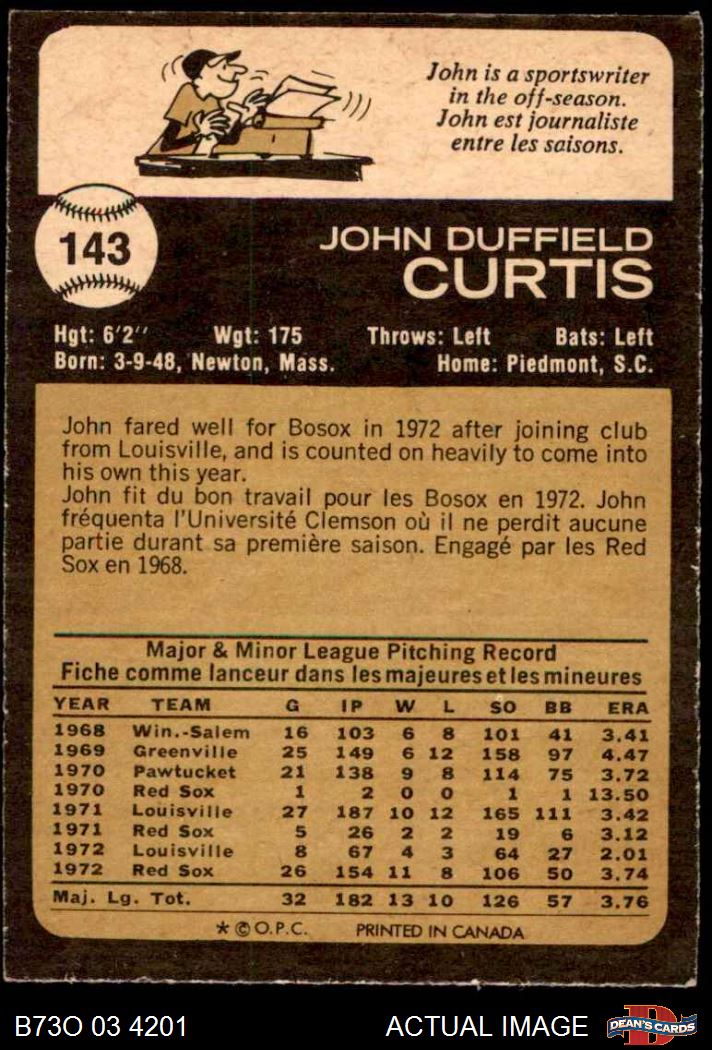 John is a sportswriter
in the off-season.
John est journaliste
entre les saisons.
143
JOHN DUFFIELD
CURTIS
Hgt: 6'2'' Wgt: 175 Throws: Left Bats: Left
Born: 3-9-48, Newton, Mass. Home: Piedmont, S.C.
John fared well for Bosox in 1972 after joining club
from Louisville, and is counted on heavily to come into
his own this year.
John fit du bon travail pour les Bosox en 1972. John
fréquenta l'Université Clemson où il ne perdit aucune
partie durant sa première saison. Engagé par les Red
Sox en 1968.
Major & Minor League Pitching Record
Fiche comme lanceur dans les majeures et les mineures
YEAR TEAM G IP W L SO BB ERA
1968 Win.-Salem 16 103 6 8 101 41 3.41
1969 Greenville 25 149 6 12 158 97 4.47
1970 Pawtucket 21 138 9 8 114 75 3.72
1970 Red Sox 1 2 0 0 1 1 13.50
1971 Louisville 27 187 10 12 165 111 3.42
1971 Red Sox 5 26 2 2 19 6 3.12
1972 Louisville 8 67 4 3 64 27 2.01
1972 Red Sox 26 154 11 8 106 50 3.74
Maj. Lg. Tot. 32 182 13 10 126 57 3.76
* © O.P.C. PRINTED IN CANADA
B73O 03 4201 ACTUAL IMAGE D DEAN'S CARDS